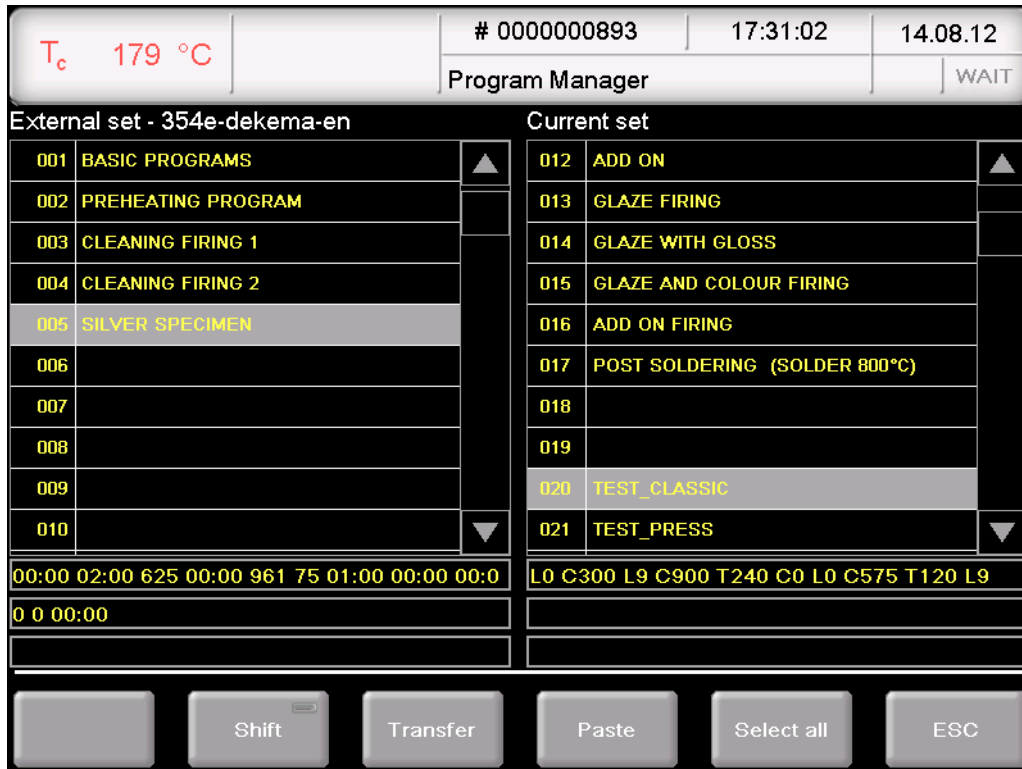 Tc 179 °C
# 0000000893 17:31:02 14.08.12
Program Manager WAIT
External set - 354e-dekema-en
001 BASIC PROGRAMS
002 PREHEATING PROGRAM
003 CLEANING FIRING 1
004 CLEANING FIRING 2
005 SILVER SPECIMEN
006
007
008
009
010
00:00 02:00 625 00:00 961 75 01:00 00:00 00:0
0 0 00:00
Current set
012 ADD ON
013 GLAZE FIRING
014 GLAZE WITH GLOSS
015 GLAZE AND COLOUR FIRING
016 ADD ON FIRING
017 POST SOLDERING (SOLDER 800°C)
018
019
020 TEST_CLASSIC
021 TEST_PRESS
L0 C300 L9 C900 T240 C0 L0 C575 T120 L9
Shift Transfer Paste Select all ESC